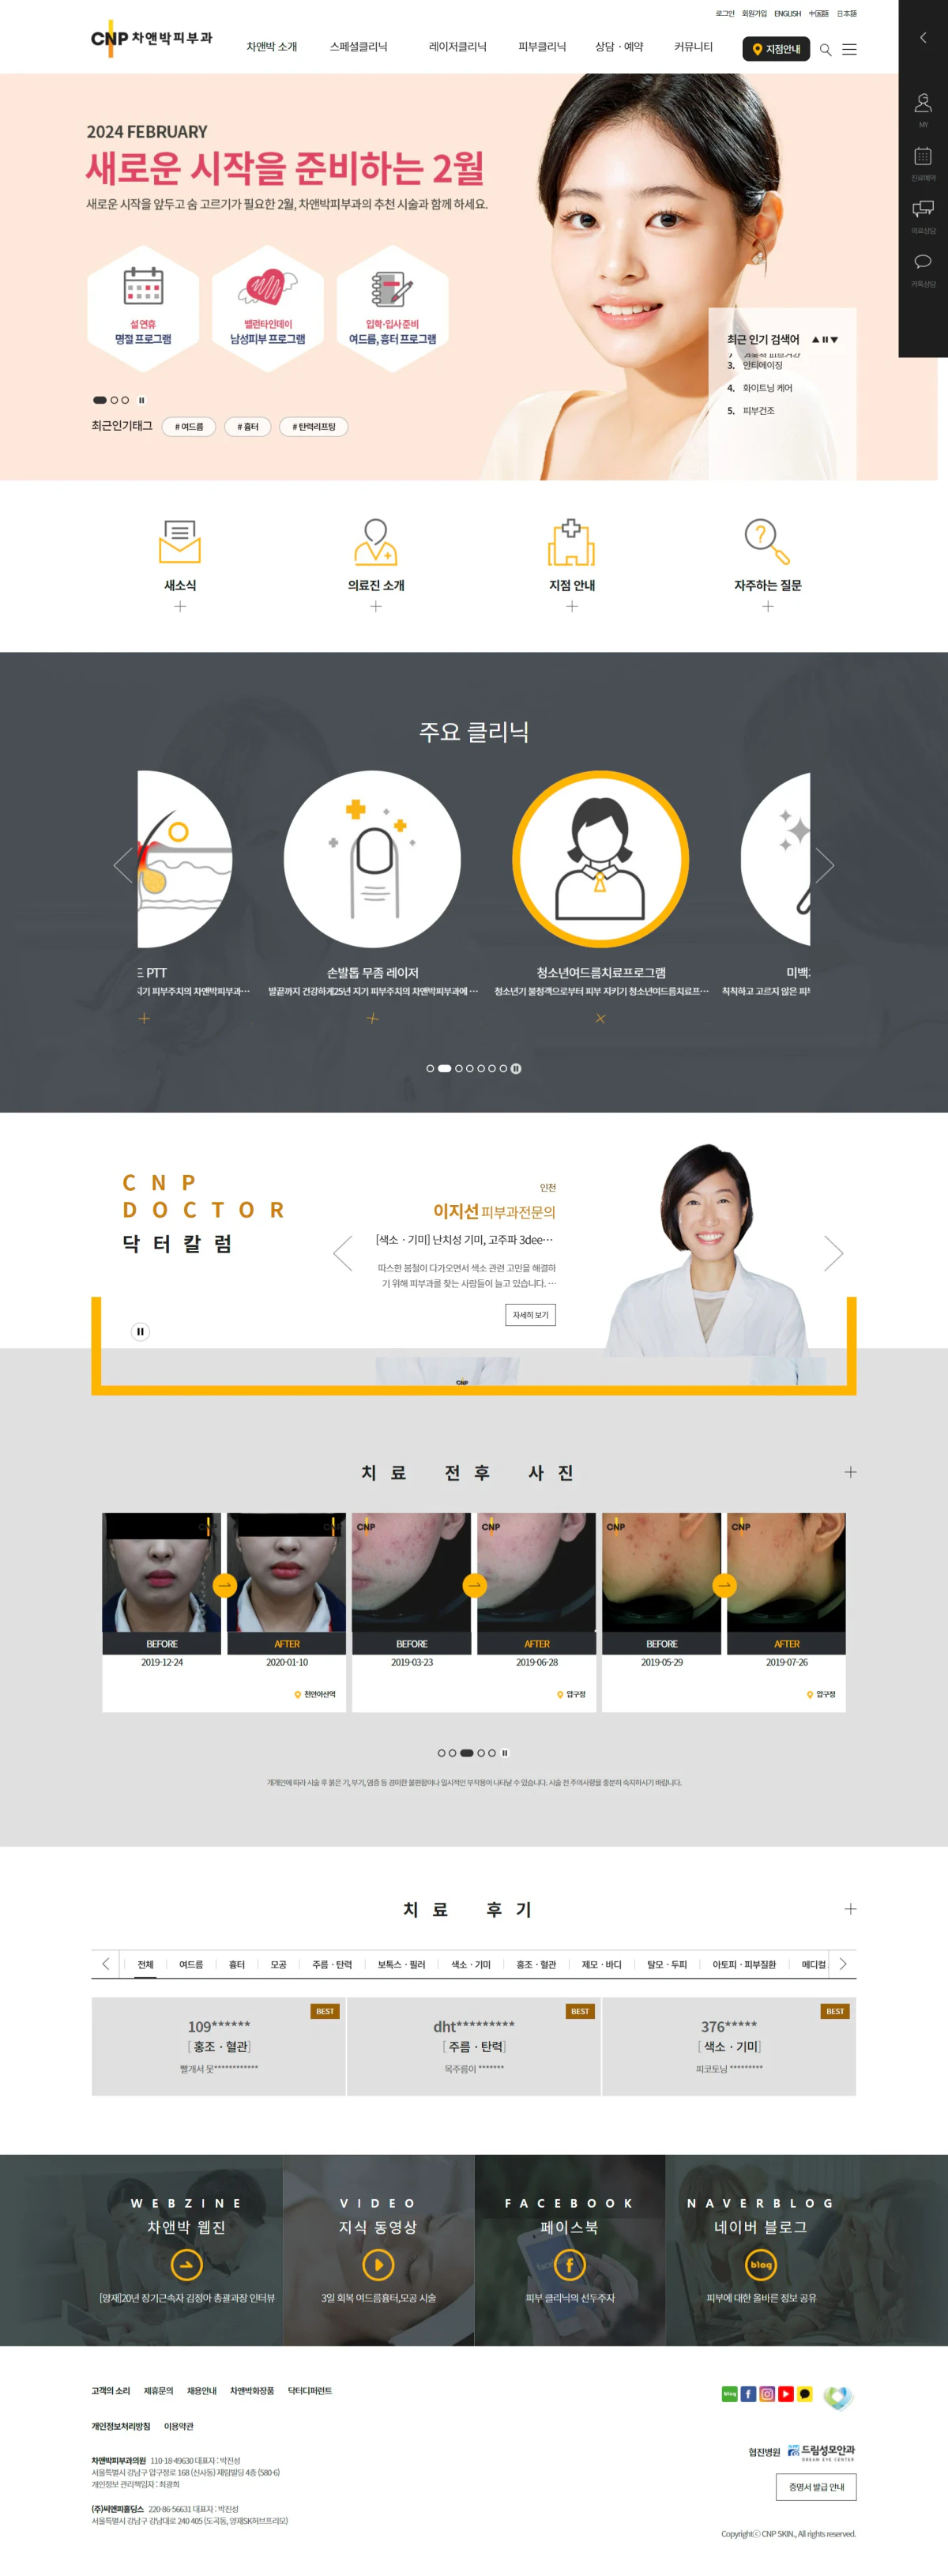 로그인 회원가입 ENGLISH 中国語 日本語
CNP 차앤박피부과
차앤박 소개 스페셜클리닉 레이저클리닉 피부클리닉 상담 · 예약 커뮤니티 지점안내
MY
진료예약
의료상담
카톡상담
2024 FEBRUARY
새로운 시작을 준비하는 2월
새로운 시작을 앞두고 숨 고르기가 필요한 2월, 차앤박피부과의 추천 시술과 함께 하세요.
설 연휴
명절 프로그램
밸런타인데이
남성피부 프로그램
입학·입사 준비
여드름, 흉터 프로그램
최근 인기 검색어
3. 안티에이징
4. 화이트닝 케어
5. 피부건조
최근인기태그 # 여드름 # 흉터 # 탄력리프팅
새소식
의료진 소개
지점 안내
자주하는 질문
주요 클리닉
PTT
지기 피부주치의 차앤박피부과…
손발톱 무좀 레이저
발끝까지 건강하게25년 지기 피부주치의 차앤박피부과에 …
청소년여드름치료프로그램
청소년기 불청객으로부터 피부 지키기 청소년여드름치료프…
미백
칙칙하고 고르지 않은 피
CNP
DOCTOR
닥터칼럼
인천
이지선 피부과전문의
[색소 · 기미] 난치성 기미, 고주파 3dee…
따스한 봄철이 다가오면서 색소 관련 고민을 해결하
기 위해 피부과를 찾는 사람들이 늘고 있습니다. …
자세히 보기
CNP
치료 전후 사진
CNP CNP CNP CNP CNP CNP
BEFORE AFTER BEFORE AFTER BEFORE AFTER
2019-12-24 2020-01-10 2019-03-23 2019-06-28 2019-05-29 2019-07-26
천안아산역 압구정 압구정
개개인에 따라 시술 후 붉은 기, 부기, 염증 등 경미한 불편함이나 일시적인 부작용이 나타날 수 있습니다. 시술 전 주의사항을 충분히 숙지하시기 바랍니다.
치료 후기
전체 여드름 흉터 모공 주름 · 탄력 보톡스 · 필러 색소 · 기미 홍조 · 혈관 제모 · 바디 탈모 · 두피 아토피 · 피부질환 메디컬
BEST BEST BEST
109****** dht********* 376*****
[ 홍조 · 혈관] [ 주름 · 탄력] [ 색소 · 기미]
빨개서 못************ 목주름이 ******* 피코토닝 *********
WEBZINE
차앤박 웹진
[양재]20년 장기근속자 김정아 총괄과장 인터뷰
VIDEO
지식 동영상
3일 회복 여드름흉터,모공 시술
FACEBOOK
페이스북
피부 클리닉의 선두주자
NAVERBLOG
네이버 블로그
blog
피부에 대한 올바른 정보 공유
고객의 소리 제휴문의 채용안내 차앤박화장품 닥터디퍼런트
blog
개인정보처리방침 이용약관
차앤박피부과의원 110-18-49630 대표자 : 박진성
서울특별시 강남구 압구정로 168 (신사동) 제림빌딩 4층 (580-6)
개인정보 관리책임자 : 최광희
(주)씨앤피홀딩스 220-86-56631 대표자 : 박진성
서울특별시 강남구 강남대로 240 405 (도곡동, 양재SK허브프리모)
협진병원 드림성모안과
DREAM EYE CENTER
증명서 발급 안내
Copyrightⓒ CNP SKIN., All rights reserved.